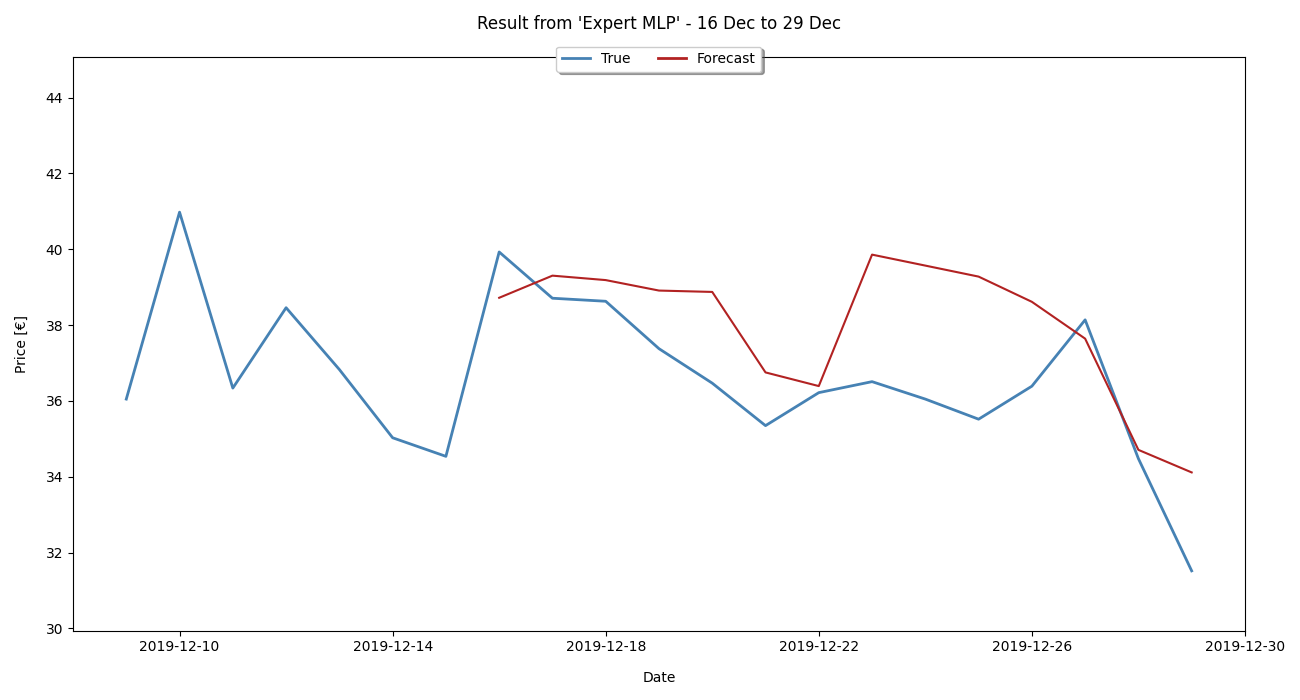 Result from 'Expert MLP' - 16 Dec to 29 Dec
True Forecast
44
42
40
38
36
34
32
30
Price [€]
2019-12-10 2019-12-14 2019-12-18 2019-12-22 2019-12-26 2019-12-30
Date